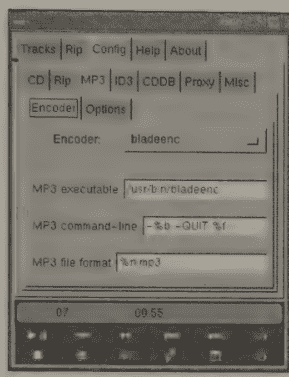 Tracks Rip Config Help About
CD Rip MP3 ID3 CDDB Proxy Misc
Encoder Options
Encoder: bladeenc
MP3 executable /usr/bin/bladeenc
MP3 command-line -%b -QUIT %f
MP3 file format %n.mp3
07 09:55